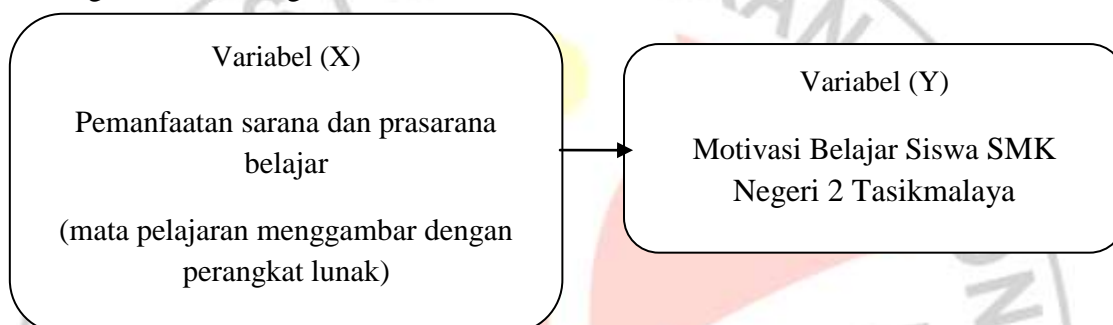 Variabel (X)
Pemanfaatan sarana dan prasarana
belajar
(mata pelajaran menggambar dengan
perangkat lunak)
Variabel (Y)
Motivasi Belajar Siswa SMK
Negeri 2 Tasikmalaya